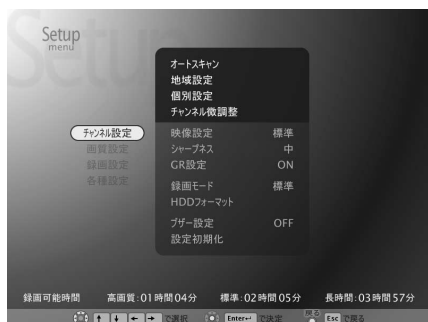 Setup
menu
オートスキャン
地域設定
個別設定
チャンネル微調整
チャンネル設定
画質設定
録画設定
各種設定
映像設定 標準
シャープネス 中
GR設定 ON
録画モード 標準
HDDフォーマット
ブザー設定 OFF
設定初期化
録画可能時間 高画質:01時間04分 標準:02時間05分 長時間:03時間57分
↑ ↓ ← → で選択 Enter↵ で決定 戻る Esc で戻る